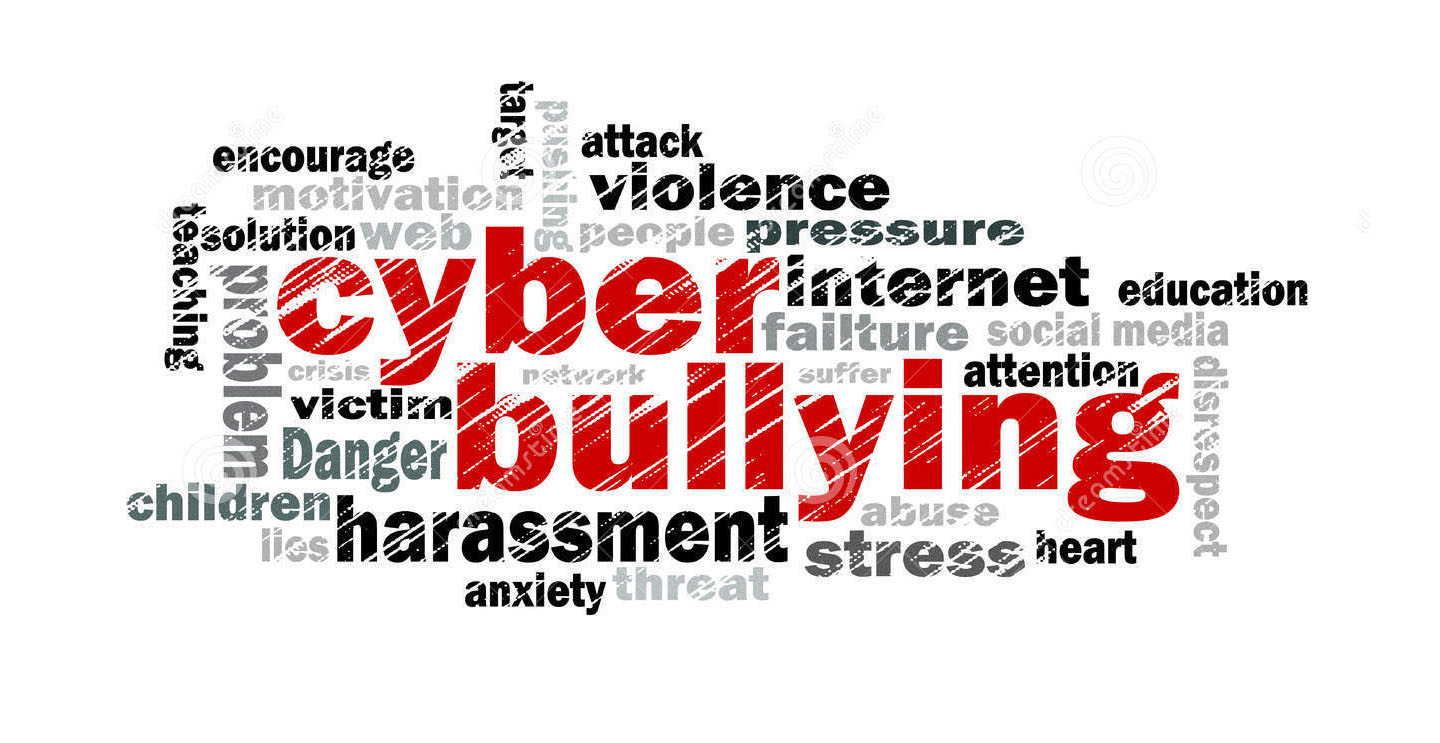 target
pushing
attack
encourage
violence
motivation
teaching
solution web people pressure
cyber
internet education
problem
failture social media
crisis network suffer attention
disrespect
victim
bullying
Danger
children
harassment
abuse
lies
stress heart
anxiety threat
dreamstime